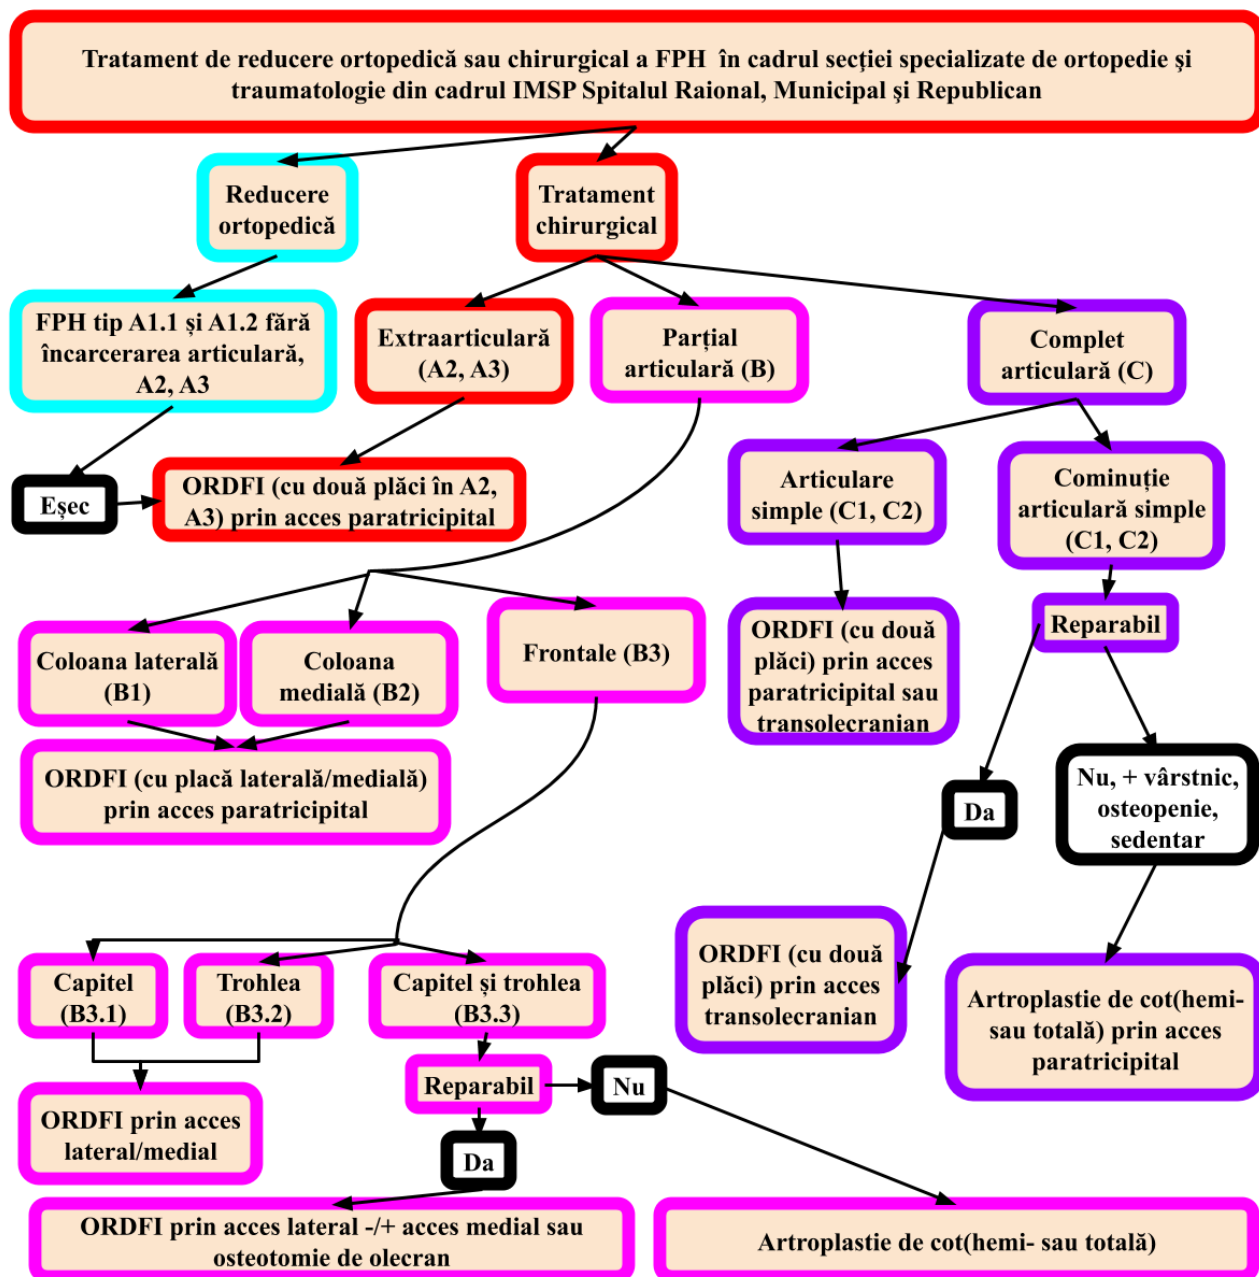 Tratament de reducere ortopedică sau chirurgical a FPH în cadrul secției specializate de ortopedie și
traumatologie din cadrul IMSP Spitalul Raional, Municipal și Republican
Reducere
ortopedică
Tratament
chirurgical
FPH tip A1.1 și A1.2 fără
încarcerarea articulară,
A2, A3
Extraarticulară
(A2, A3)
Parțial
articulară (B)
Complet
articulară (C)
Eșec
ORDFI (cu două plăci în A2,
A3) prin acces paratricipital
Articulare
simple (C1, C2)
Cominuție
articulară simple
(C1, C2)
Coloana laterală
(B1)
Coloana
medială (B2)
Frontale (B3)
ORDFI (cu două
plăci) prin acces
paratricipital sau
transolecranian
Reparabil
ORDFI (cu placă laterală/medială)
prin acces paratricipital
Da
Nu, + vârstnic,
osteopenie,
sedentar
Capitel
(B3.1)
Trohlea
(B3.2)
Capitel și trohlea
(B3.3)
ORDFI (cu două
plăci) prin acces
transolecranian
Artroplastie de cot(hemi-
sau totală) prin acces
paratricipital
Reparabil
Nu
ORDFI prin acces
lateral/medial
Da
ORDFI prin acces lateral -/+ acces medial sau
osteotomie de olecran
Artroplastie de cot(hemi- sau totală)